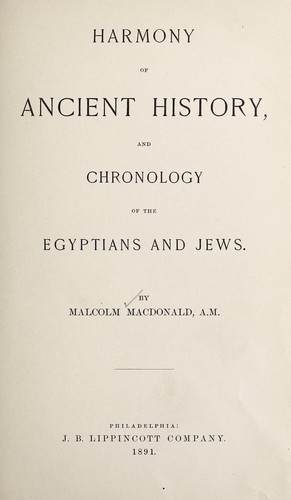 HARMONY
OF
ANCIENT HISTORY,
AND
CHRONOLOGY
OF THE
EGYPTIANS AND JEWS.
BY
MALCOLM MACDONALD, A.M.
PHILADELPHIA:
J. B. LIPPINCOTT COMPANY.
1891.